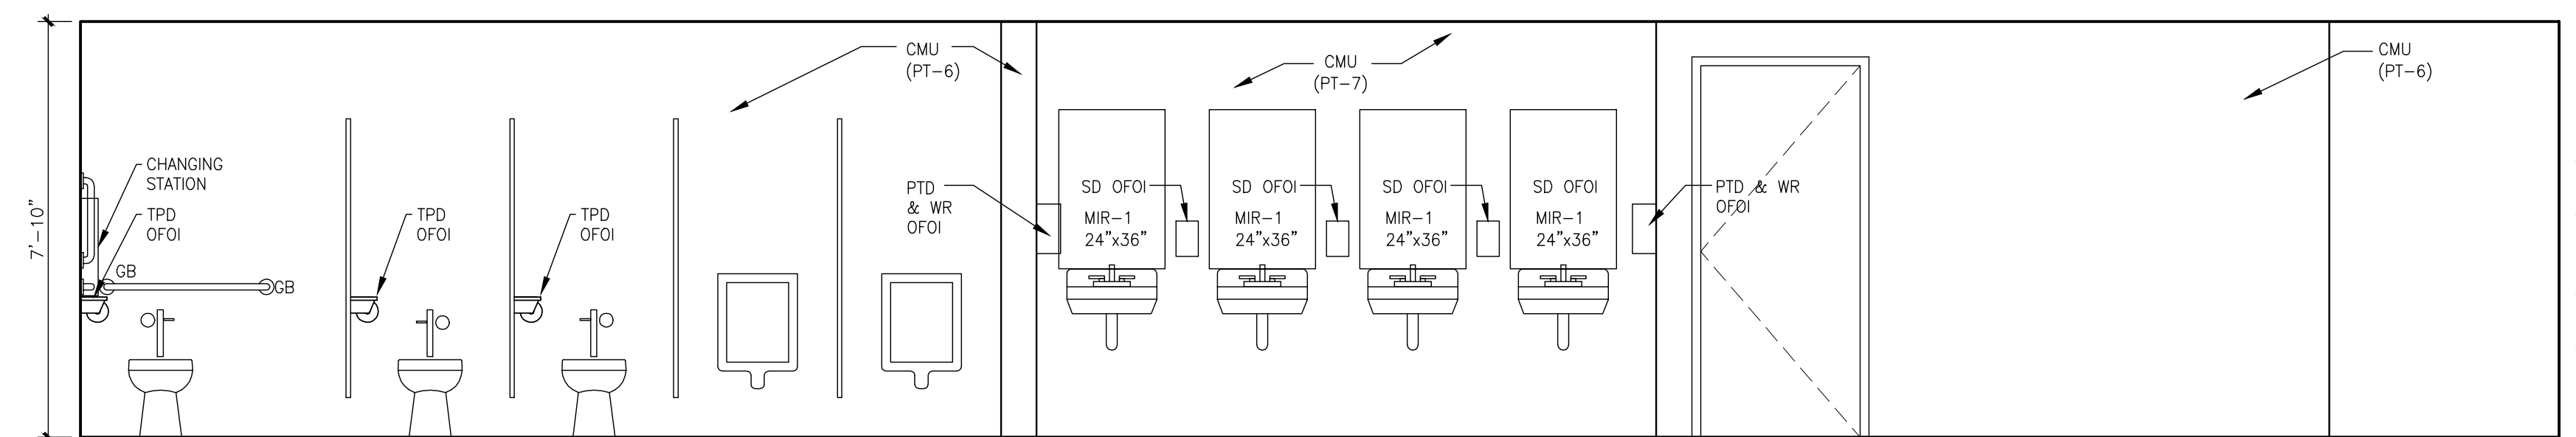 7'-10"
CHANGING
STATION
TPD
OFOI
GB
GB
TPD
OFOI
TPD
OFOI
CMU
(PT-6)
PTD
& WR
OFOI
CMU
(PT-7)
SD OFOI
MIR-1
24"x36"
SD OFOI
MIR-1
24"x36"
SD OFOI
MIR-1
24"x36"
SD OFOI
MIR-1
24"x36"
PTD & WR
OFOI
CMU
(PT-6)